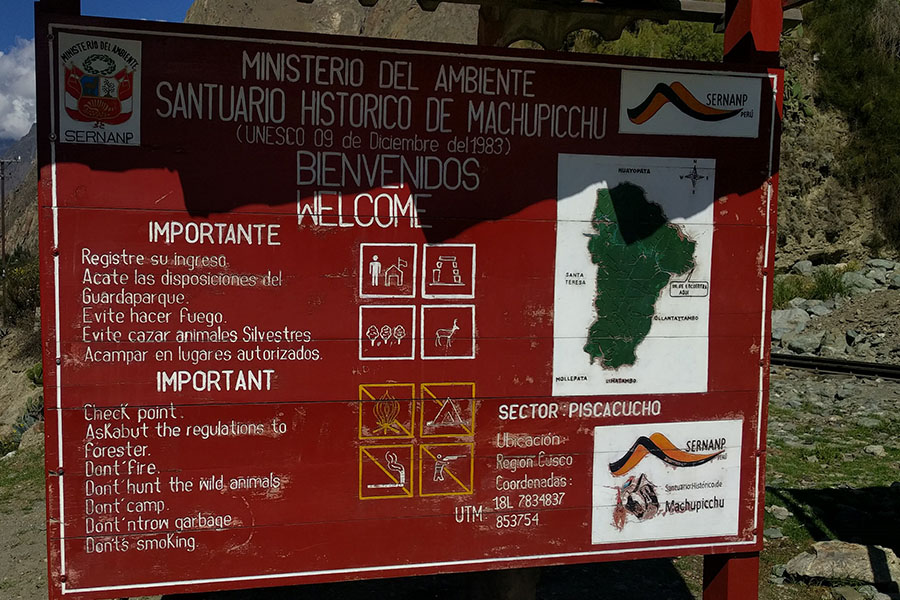 MINISTERIO DEL AMBIENTE
SERNANP
MINISTERIO DEL AMBIENTE
SANTUARIO HISTORICO DE MACHUPICCHU
(UNESCO 09 de Diciembre del 1983)
BIENVENIDOS
WELCOME
SERNANP
PERÚ
IMPORTANTE
Registre su ingreso.
Acate las disposiciones del
Guardaparque.
Evite hacer fuego.
Evite cazar animales Silvestres
Acampar en lugares autorizados.
IMPORTANT
Check point.
Askabut the regulations to
forester.
Dont´fire.
Dont´hunt the wild animals
Dont´camp.
Dont´ntrow garbage
Dont´s smoKing.
HUAYOPATA
N
SANTA
TERESA
UD. SE ENCUENTRA
AQUÍ
OLLANTAYTAMBO
MOLLEPATA
LIMATAMBO
SECTOR : PISCACUCHO
Ubicación
Región Cusco
Coordenadas :
18L 7834837
UTM 853754
SERNANP
Santuario Histórico de
Machupicchu